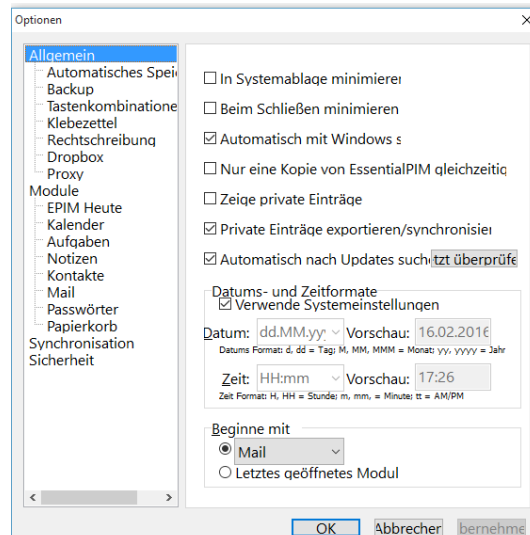 Optionen
Allgemein
Automatisches Spei
Backup
Tastenkombinatione
Klebezettel
Rechtschreibung
Dropbox
Proxy
Module
EPIM Heute
Kalender
Aufgaben
Notizen
Kontakte
Mail
Passwörter
Papierkorb
Synchronisation
Sicherheit
In Systemablage minimieren
Beim Schließen minimieren
Automatisch mit Windows s
Nur eine Kopie von EssentialPIM gleichzeitig
Zeige private Einträge
Private Einträge exportieren/synchronisier
Automatisch nach Updates suche tzt überprüfe
Datums- und Zeitformate
Verwende Systemeinstellungen
Datum: dd.MM.yy Vorschau: 16.02.2016
Datums Format: d, dd = Tag; M, MM, MMM = Monat; yy, yyyy = Jahr
Zeit: HH:mm Vorschau: 17:26
Zeit Format: H, HH = Stunde; m, mm, = Minute; tt = AM/PM
Beginne mit
Mail
Letztes geöffnetes Modul
OK Abbrecher bernehme